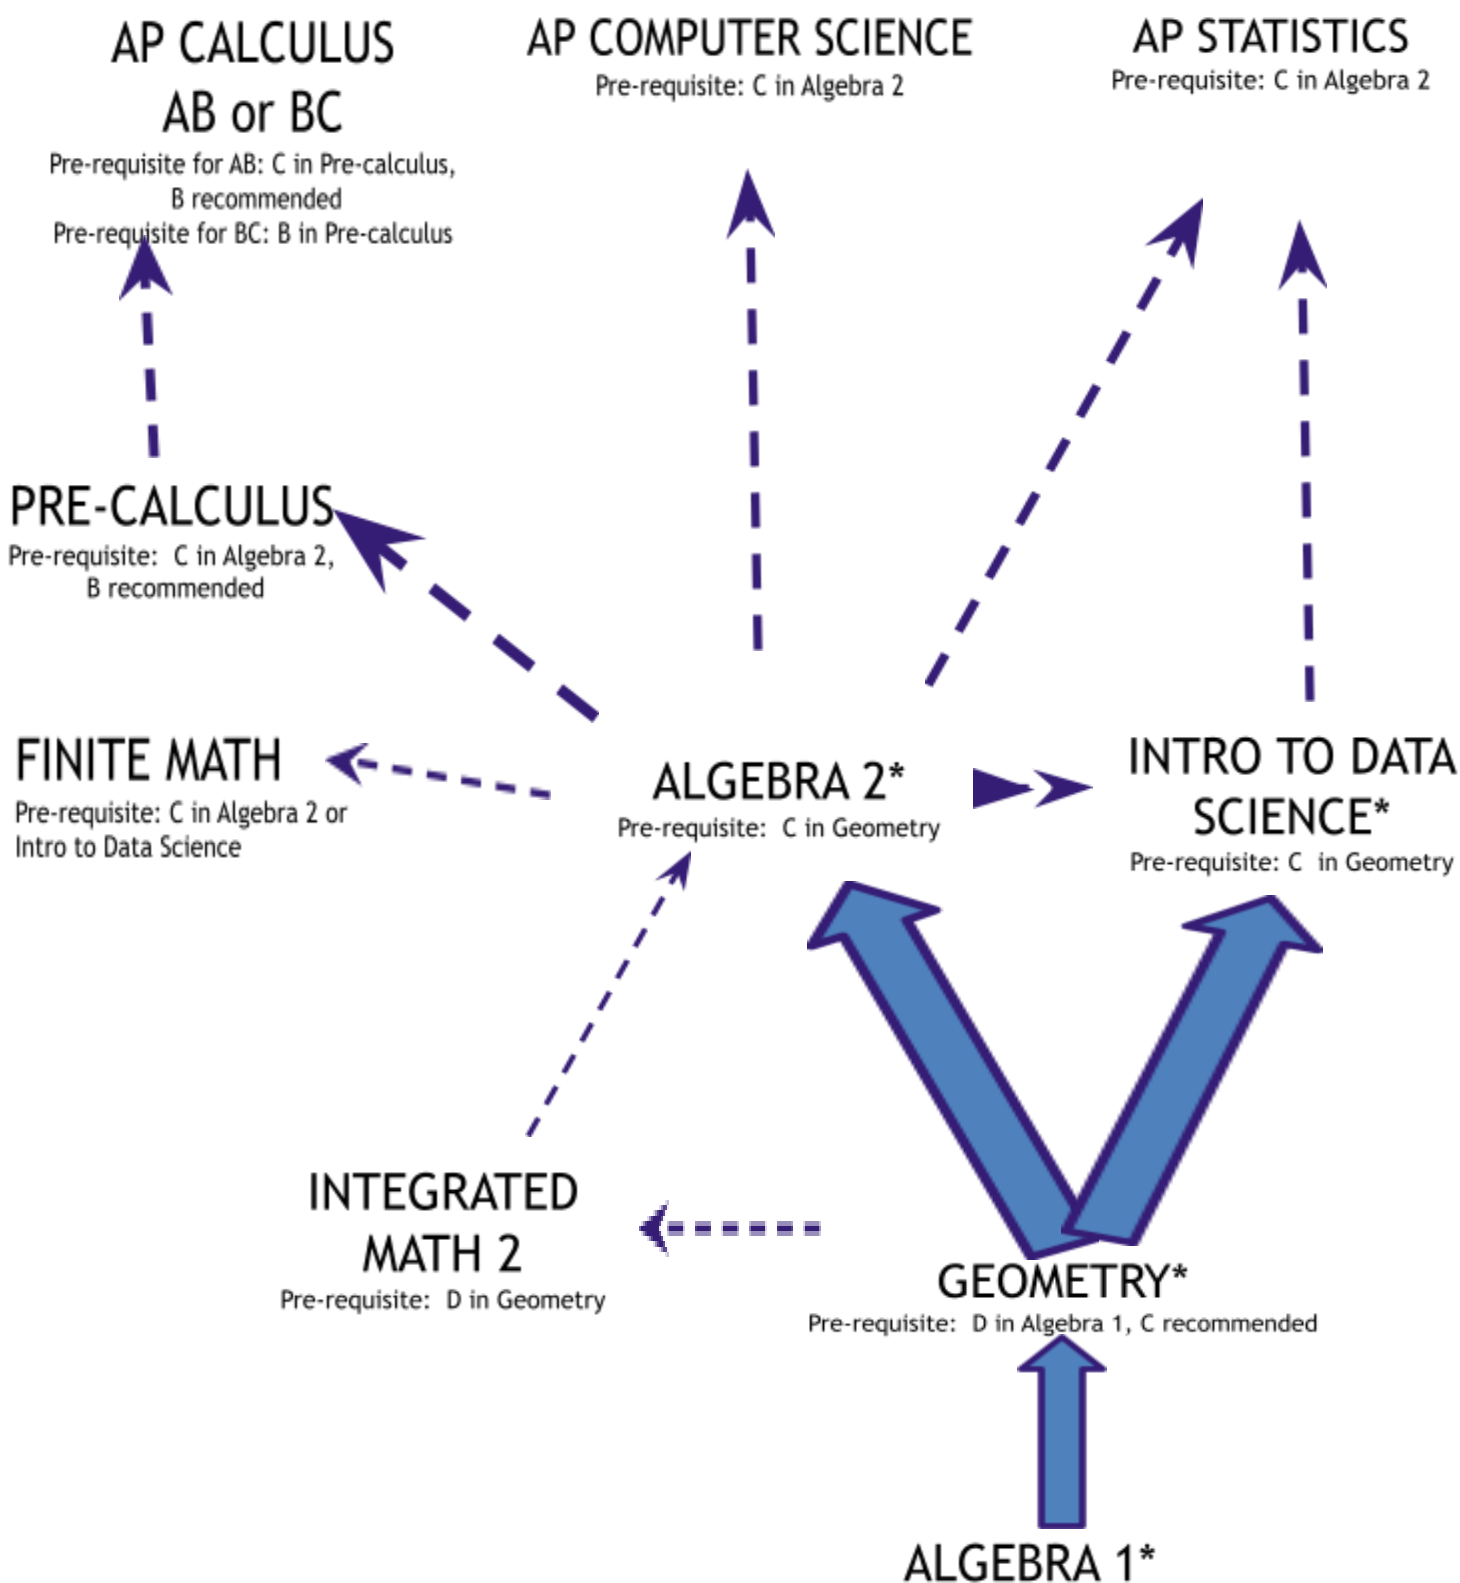 AP CALCULUS
AB or BC
Pre-requisite for AB: C in Pre-calculus,
B recommended
Pre-requisite for BC: B in Pre-calculus
AP COMPUTER SCIENCE
Pre-requisite: C in Algebra 2
AP STATISTICS
Pre-requisite: C in Algebra 2
PRE-CALCULUS
Pre-requisite: C in Algebra 2,
B recommended
FINITE MATH
Pre-requisite: C in Algebra 2 or
Intro to Data Science
ALGEBRA 2*
Pre-requisite: C in Geometry
INTRO TO DATA
SCIENCE*
Pre-requisite: C in Geometry
INTEGRATED
MATH 2
Pre-requisite: D in Geometry
GEOMETRY*
Pre-requisite: D in Algebra 1, C recommended
ALGEBRA 1*